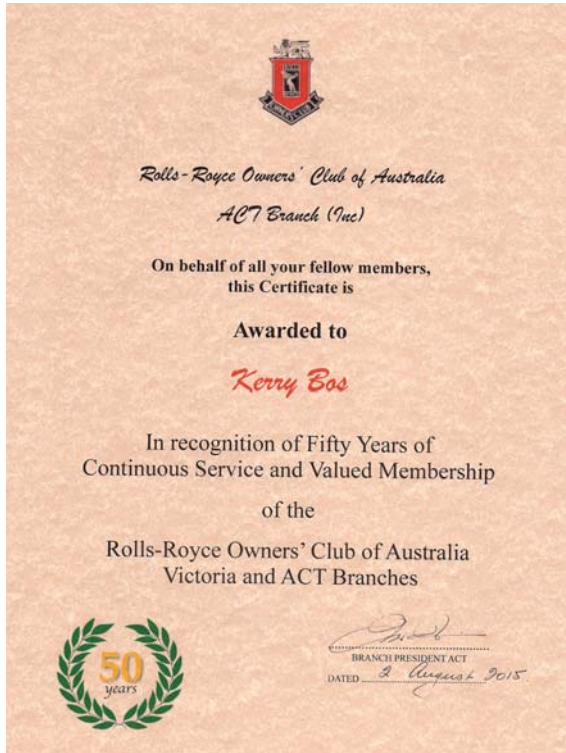 Rolls-Royce Owners' Club of Australia
ACT Branch (Inc)
On behalf of all your fellow members,
this Certificate is
Awarded to
Kerry Bos
In recognition of Fifty Years of
Continuous Service and Valued Membership
of the
Rolls-Royce Owners' Club of Australia
Victoria and ACT Branches
50
years
BRANCH PRESIDENT ACT
DATED 2 August 2015.